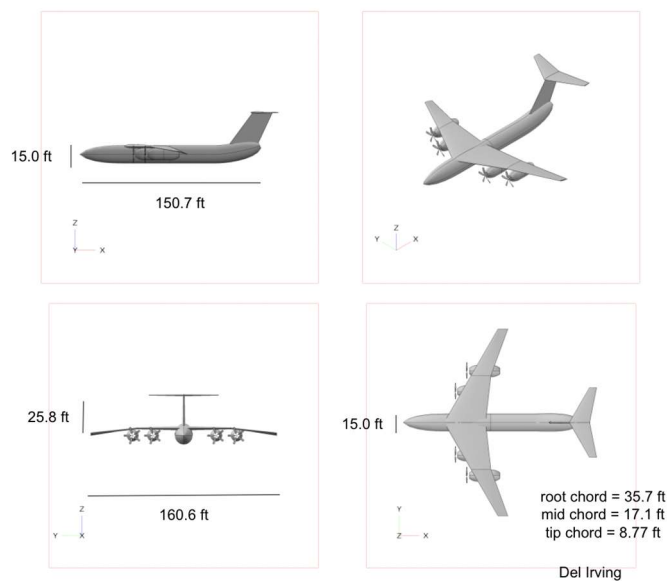 15.0 ft
150.7 ft
Z
Y X
Z
Y X
25.8 ft
160.6 ft
Z
Y X
15.0 ft
Y
Z X
root chord = 35.7 ft
mid chord = 17.1 ft
tip chord = 8.77 ft
Del Irving